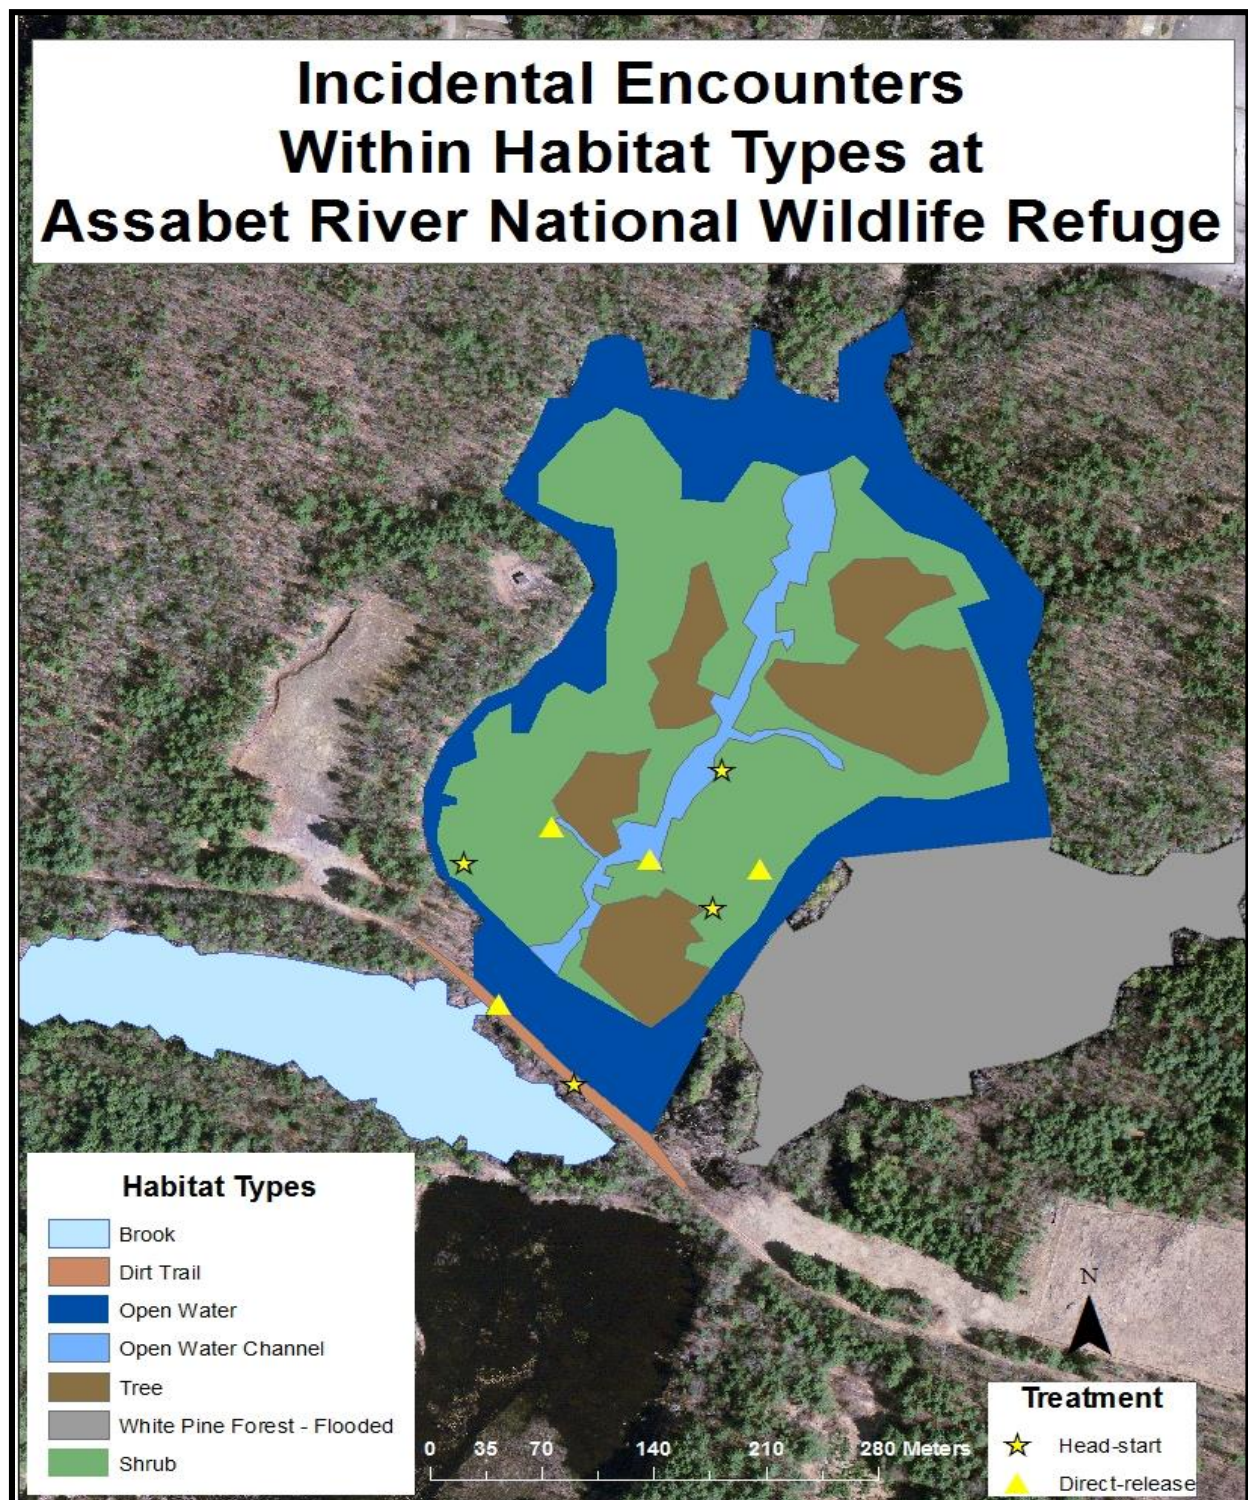 Incidental Encounters
Within Habitat Types at
Assabet River National Wildlife Refuge
Habitat Types
Brook
Dirt Trail
Open Water
Open Water Channel
Tree
White Pine Forest - Flooded
Shrub
0 35 70 140 210 280 Meters
N
Treatment
Head-start
Direct-release